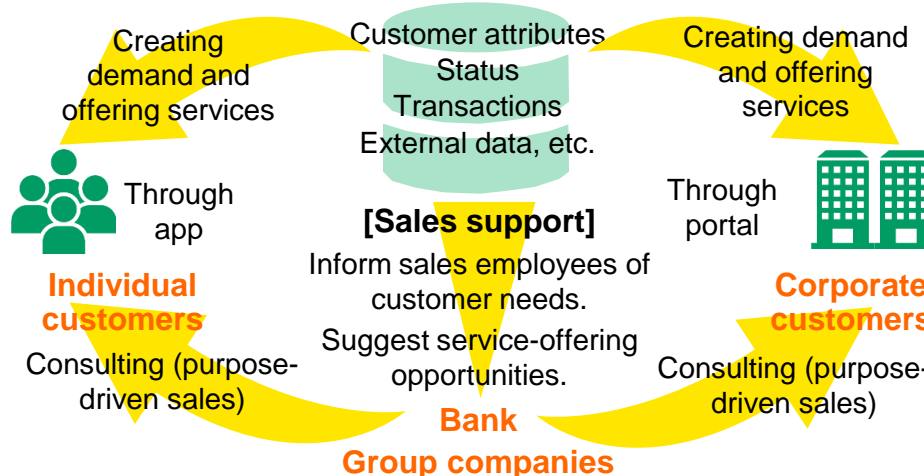 Creating
demand and
offering services
Customer attributes
Status
Transactions
External data, etc.
Creating demand
and offering
services
Through
app
Through
portal
[Sales support]
Inform sales employees of
customer needs.
Suggest service-offering
opportunities.
Individual
customers
Corporate
customers
Consulting (purpose-
driven sales)
Consulting (purpose-
driven sales)
Bank
Group companies